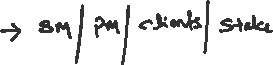 → SM / PM / clients / stake